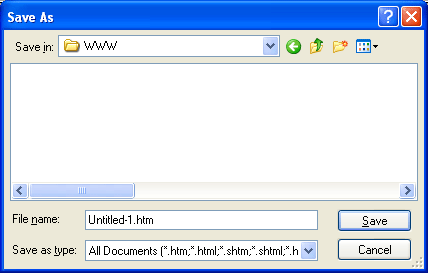 Save As
Save in: WWW
File name: Untitled-1.htm Save
Save as type: All Documents (*.htm;*.html;*.shtm;*.shtml;*.h Cancel